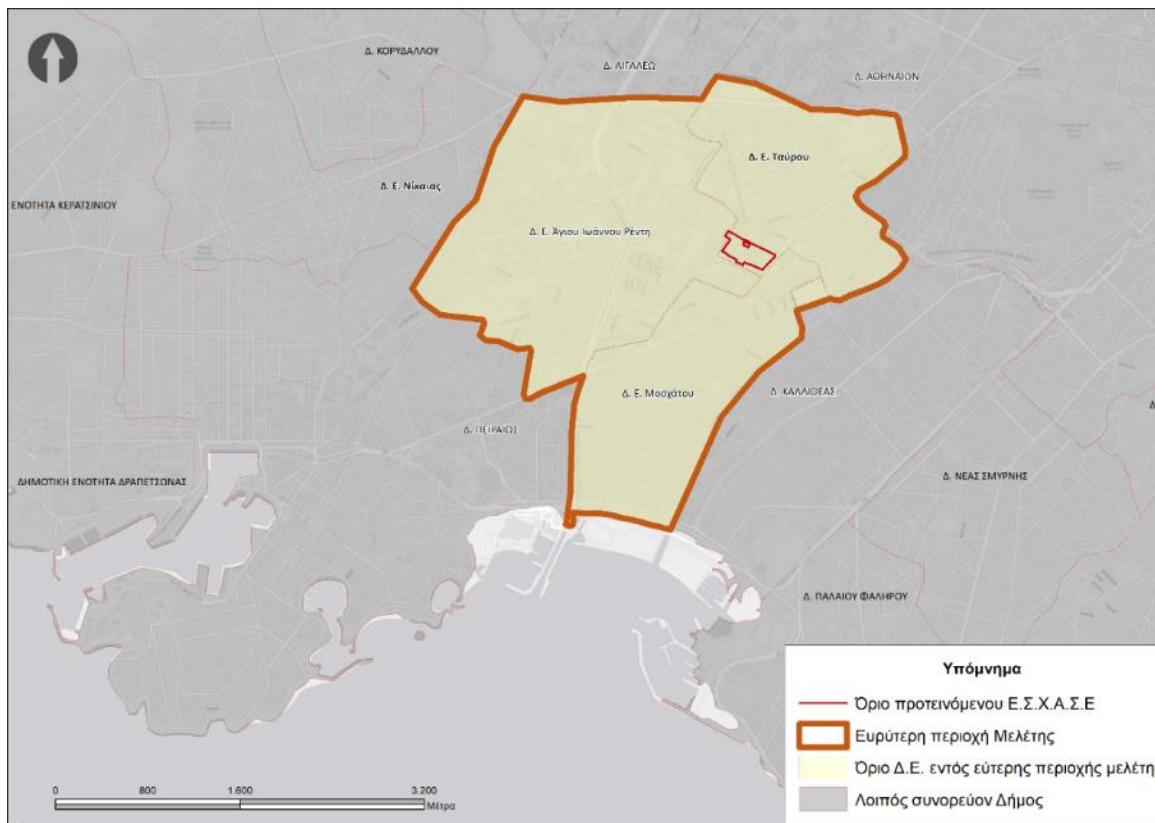 Δ. ΚΟΡΥΔΑΛΛΟΥ
Δ. ΑΙΓΑΛΕΩ
Δ. ΑΘΗΝΑΙΩΝ
Δ. Ε. Ταύρου
Δ. Ε. Νίκαιας
ΕΝΟΤΗΤΑ ΚΕΡΑΤΣΙΝΙΟΥ
Δ. Ε. Άγιου Ιωάννου Ρέντη
Δ. Ε. Μοσχάτου
Δ. ΚΑΛΛΙΘΕΑΣ
Δ. ΠΕΙΡΑΙΩΣ
Δ. ΝΕΑΣ ΣΜΥΡΝΗΣ
ΔΗΜΟΤΙΚΗ ΕΝΟΤΗΤΑ ΔΡΑΠΕΤΣΩΝΑΣ
Δ. ΠΑΛΑΙΟΥ ΦΑΛΗΡΟΥ
Υπόμνημα
Όριο προτεινόμενου Ε.Σ.Χ.Α.Σ.Ε
Ευρύτερη περιοχή Μελέτης
Όριο Δ.Ε. εντός εύτερης περιοχής μελέτη
Λοιπός συνορεύον Δήμος
0 800 1.600 3.200
Μέτρα